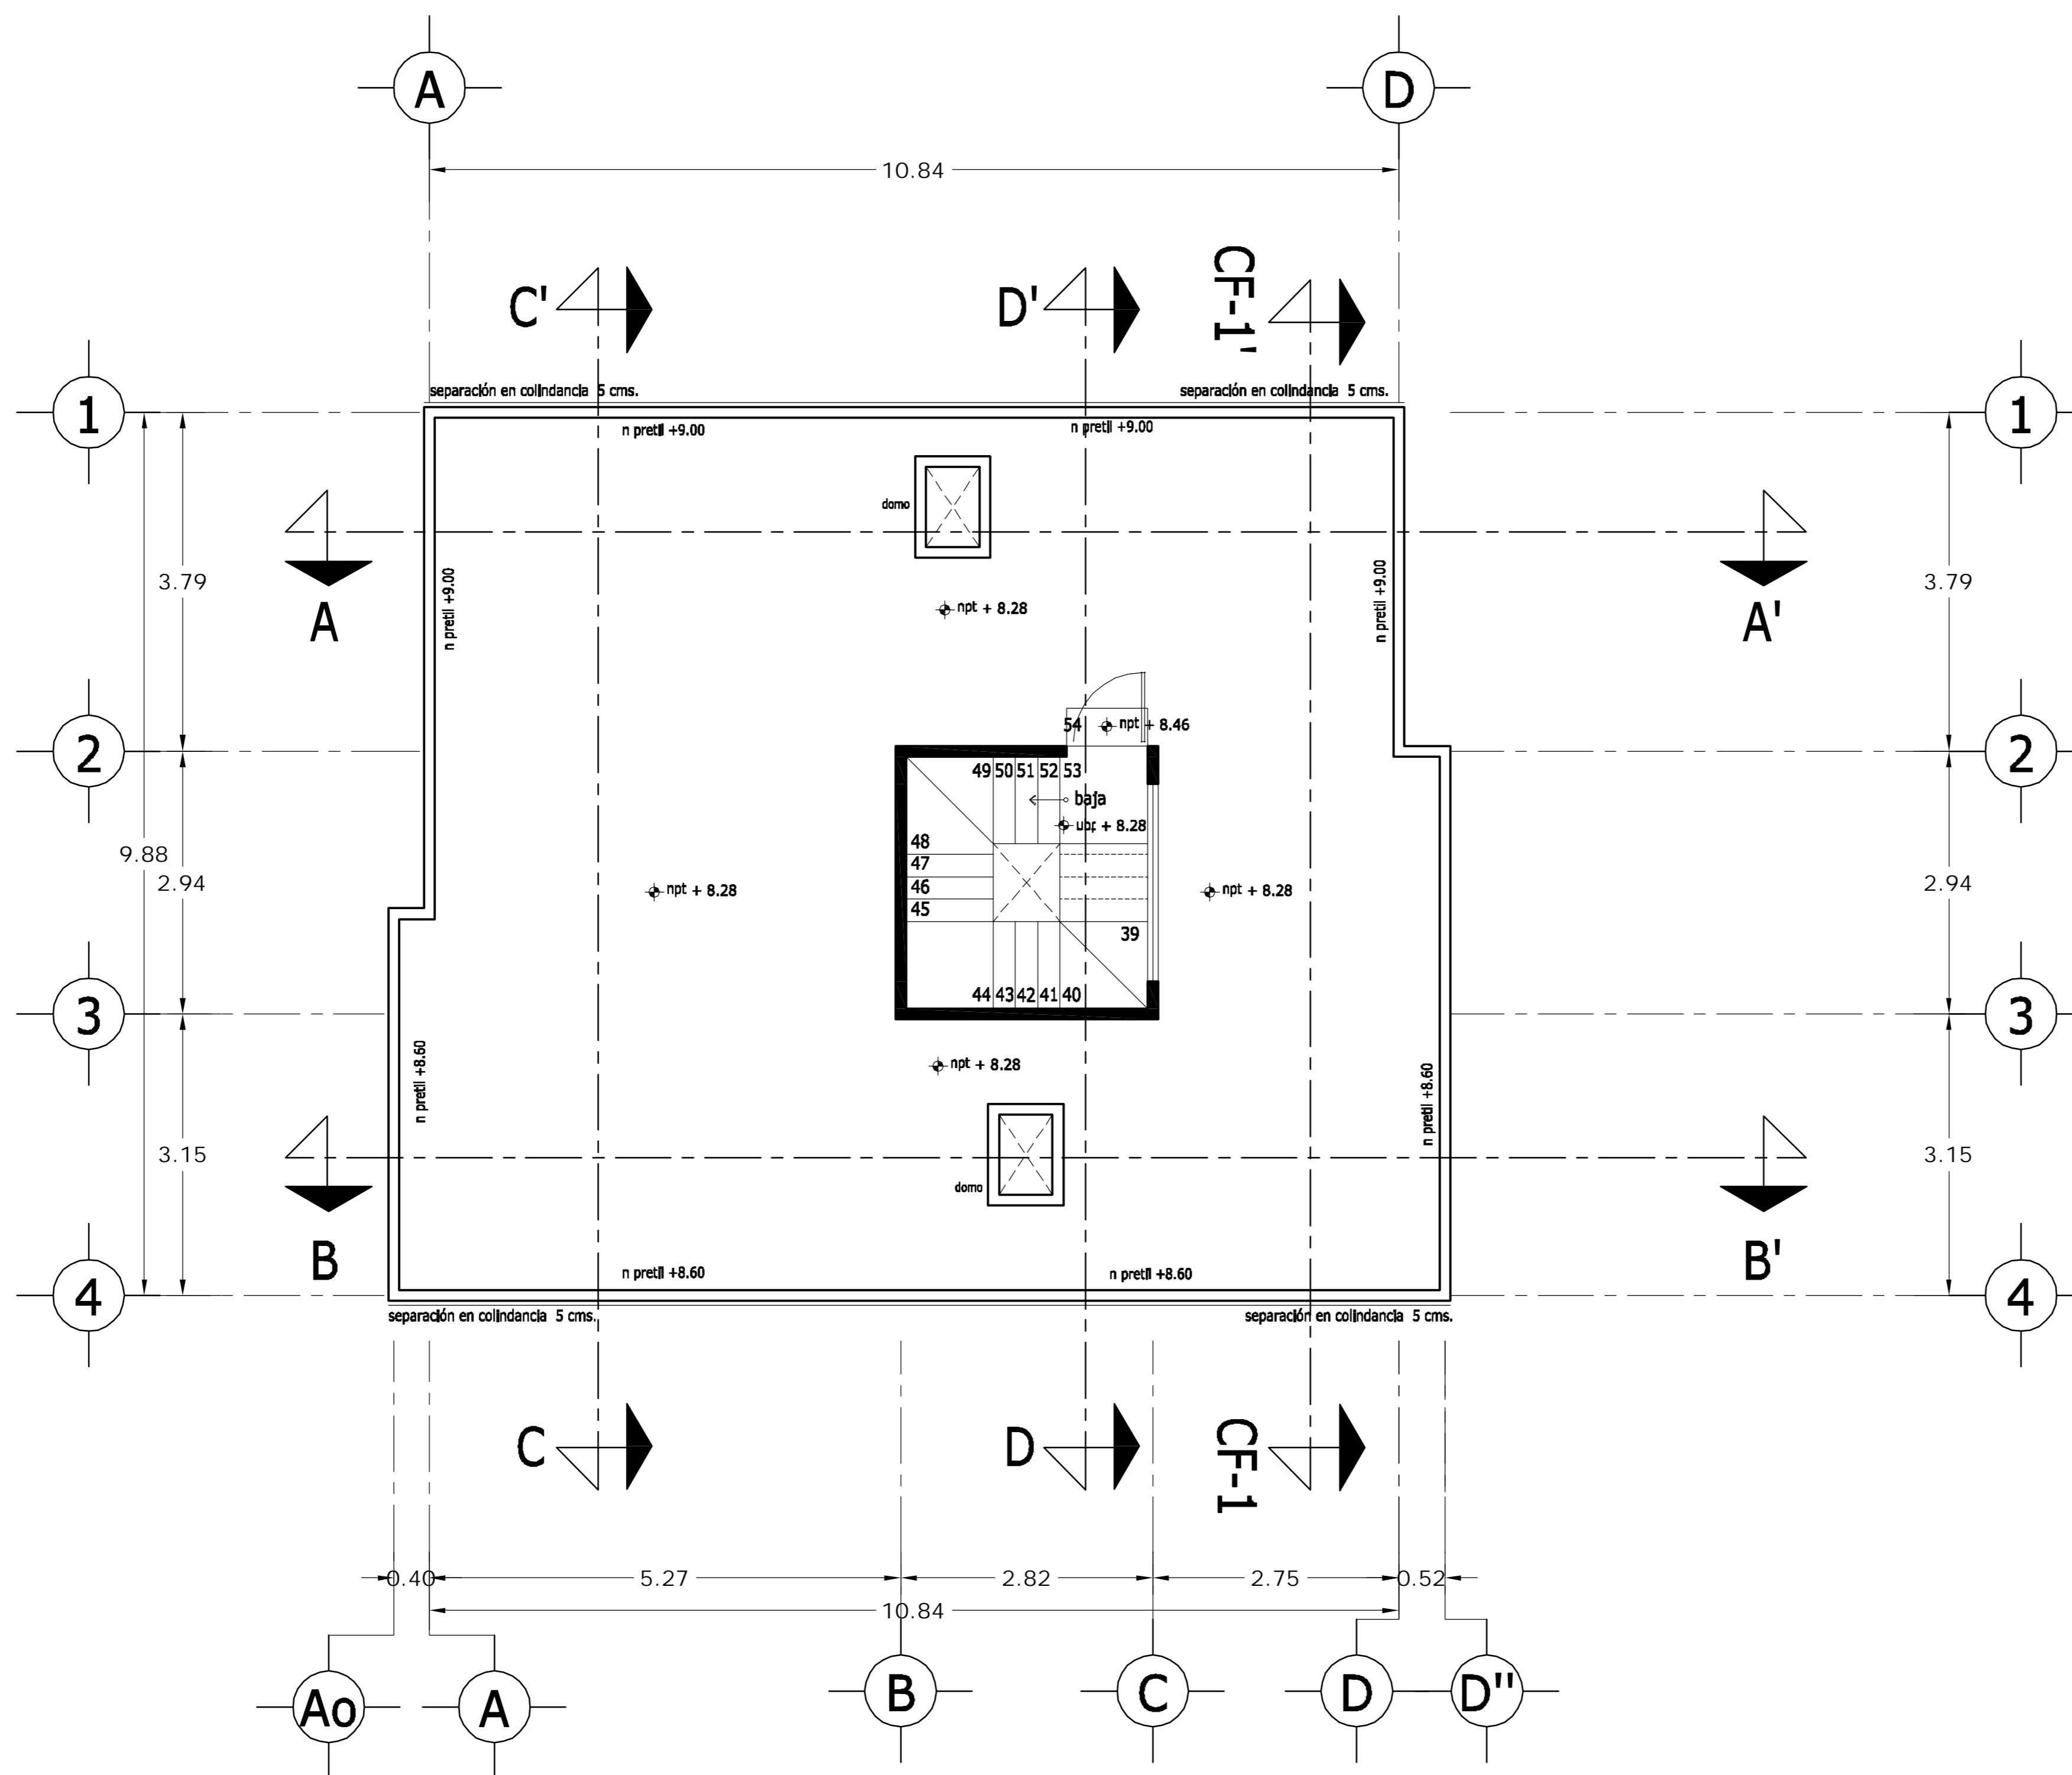 A
D
10.84
C'
D'
CF-1'
separación en colindancia 5 cms.
separación en colindancia 5 cms.
1
1
n pretil +9.00
n pretil +9.00
domo
3.79
n pretil +9.00
n pretil +9.00
3.79
A
npt + 8.28
A'
54
npt + 8.46
2
2
49 50 51 52 53
baja
+ 8.28
48
9.88
47
2.94
npt + 8.28
46
npt + 8.28
2.94
45
39
44 43 42 41 40
3
3
npt + 8.28
n pretil +8.60
n pretil +8.60
3.15
3.15
domo
B
B'
n pretil +8.60
n pretil +8.60
4
4
separación en colindancia 5 cms.
separación en colindancia 5 cms.
C
D
CF-1
0.40
5.27
2.82
2.75
0.52
10.84
Ao
A
B
C
D
D"